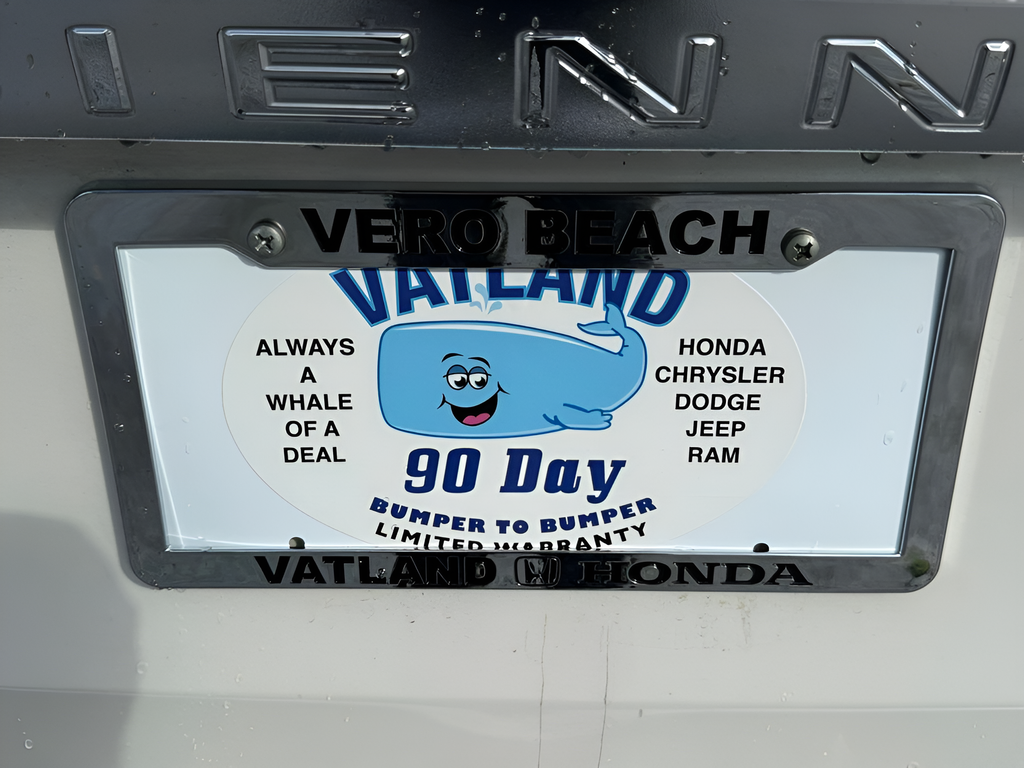 IENN
VERO BEACH
VATLAND
ALWAYS
A
WHALE
OF A
DEAL
HONDA
CHRYSLER
DODGE
JEEP
RAM
90 Day
BUMPER TO BUMPER
LIMITED WARRANTY
VATLAND HONDA